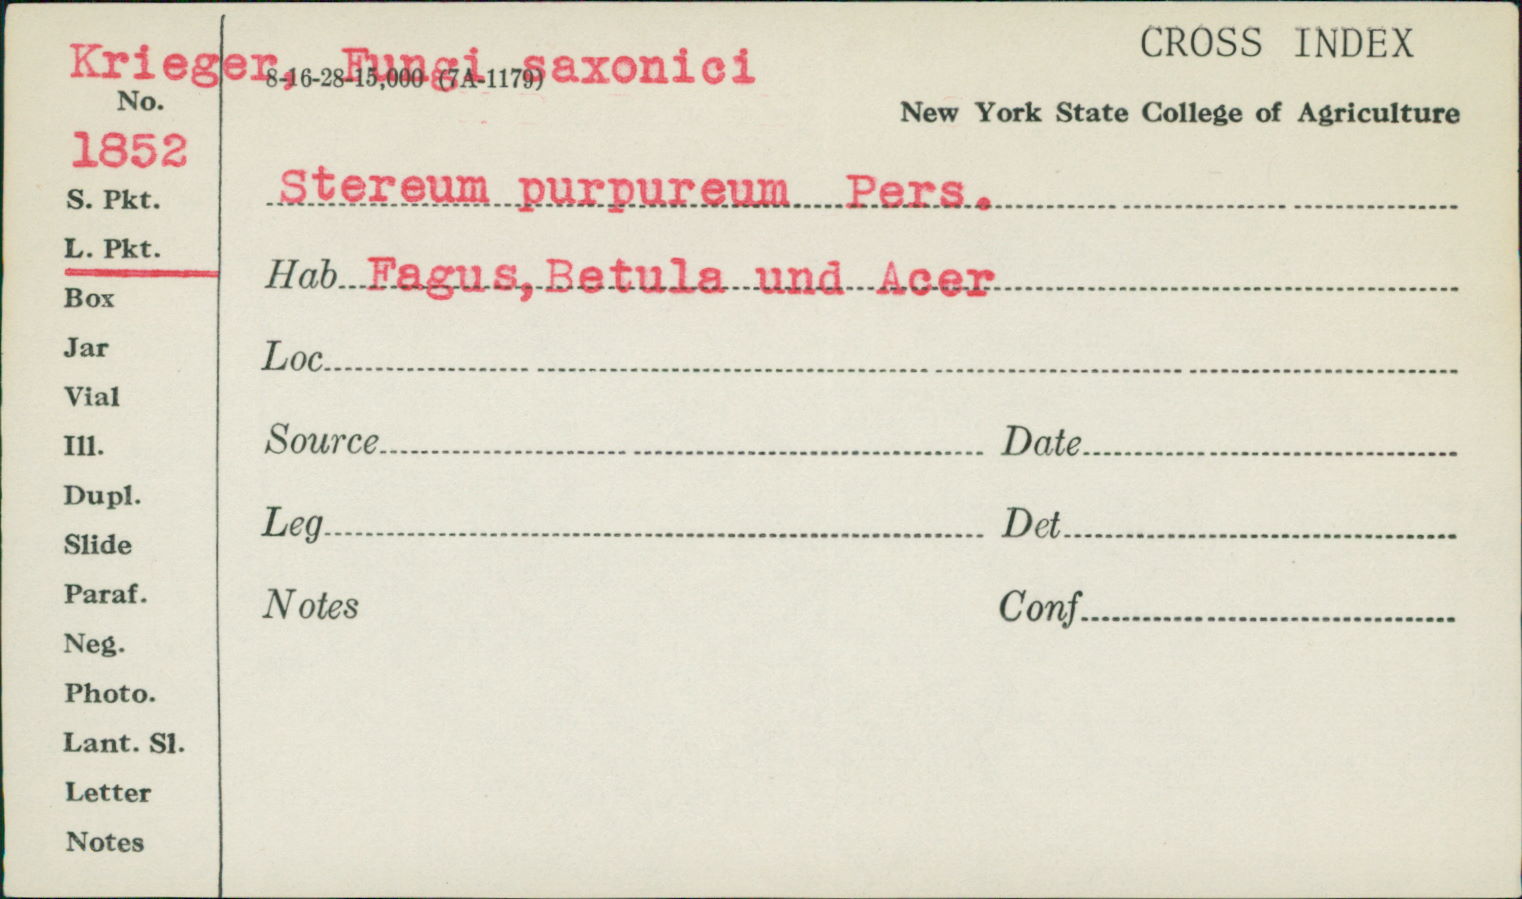 CROSS INDEX
Krieger, Fungi saxonici
8-16-28-15,000 (7A-1179)
No.
New York State College of Agriculture
1852
Stereum purpureum Pers.
S. Pkt.
L. Pkt.
Hab Fagus, Betula und Acer
Box
Jar
Loc
Vial
Ill.
Source Date
Dupl.
Slide
Leg Det
Paraf.
Notes Conf
Neg.
Photo.
Lant. Sl.
Letter
Notes